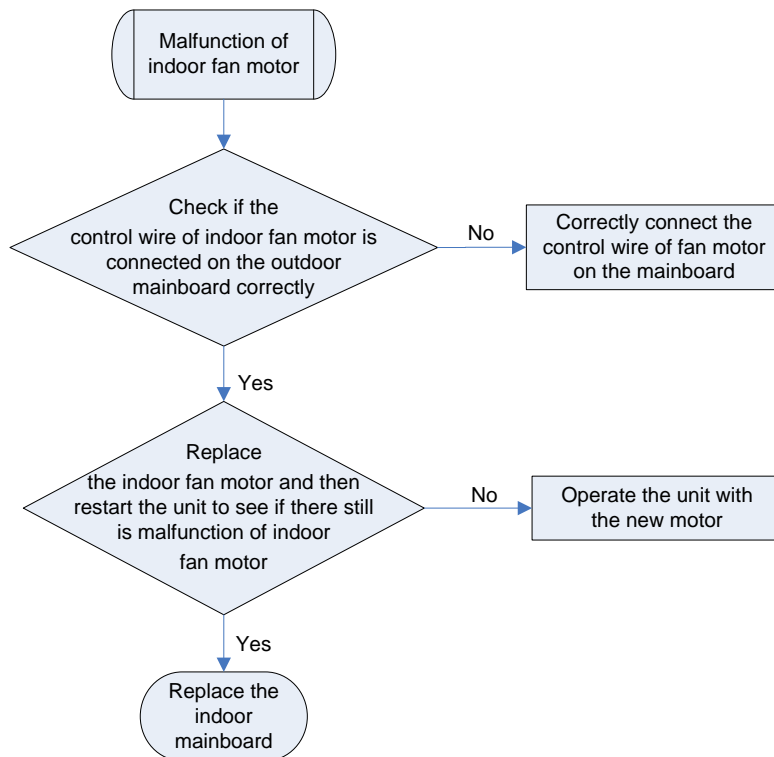 Malfunction of
indoor fan motor
Check if the
control wire of indoor fan motor is
connected on the outdoor
mainboard correctly
No
Correctly connect the
control wire of fan motor
on the mainboard
Yes
Replace
the indoor fan motor and then
restart the unit to see if there still
is malfunction of indoor
fan motor
No
Operate the unit with
the new motor
Yes
Replace the
indoor
mainboard